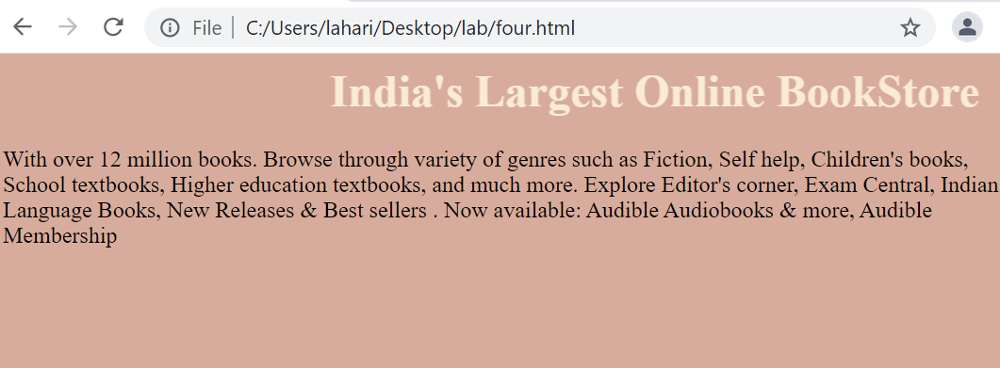 File | C:/Users/lahari/Desktop/lab/four.html
India's Largest Online BookStore
With over 12 million books. Browse through variety of genres such as Fiction, Self help, Children's books,
School textbooks, Higher education textbooks, and much more. Explore Editor's corner, Exam Central, Indian
Language Books, New Releases & Best sellers . Now available: Audible Audiobooks & more, Audible
Membership